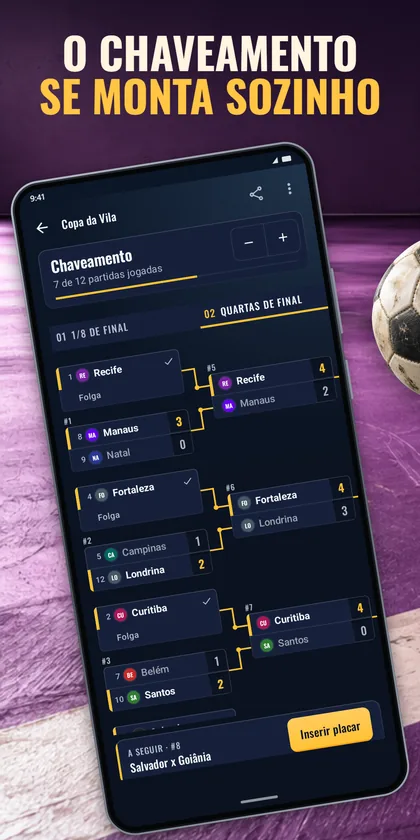 O CHAVEAMENTO
SE MONTA SOZINHO
9:41
Copa da Vila
Chaveamento
7 de 12 partidas jogadas
− +
01 1/8 DE FINAL
02 QUARTAS DE FINAL
1 RE Recife
Folga
#5
RE Recife 4
MA Manaus 2
#1
8 MA Manaus 3
9 NA Natal 0
4 FO Fortaleza
Folga
#6
FO Fortaleza 4
LO Londrina 3
#2
5 CA Campinas 1
12 LO Londrina 2
2 CU Curitiba
Folga
#7
CU Curitiba 4
SA Santos 0
#3
7 BE Belém 1
10 SA Santos 2
A SEGUIR · #8
Salvador x Goiânia
Inserir placar